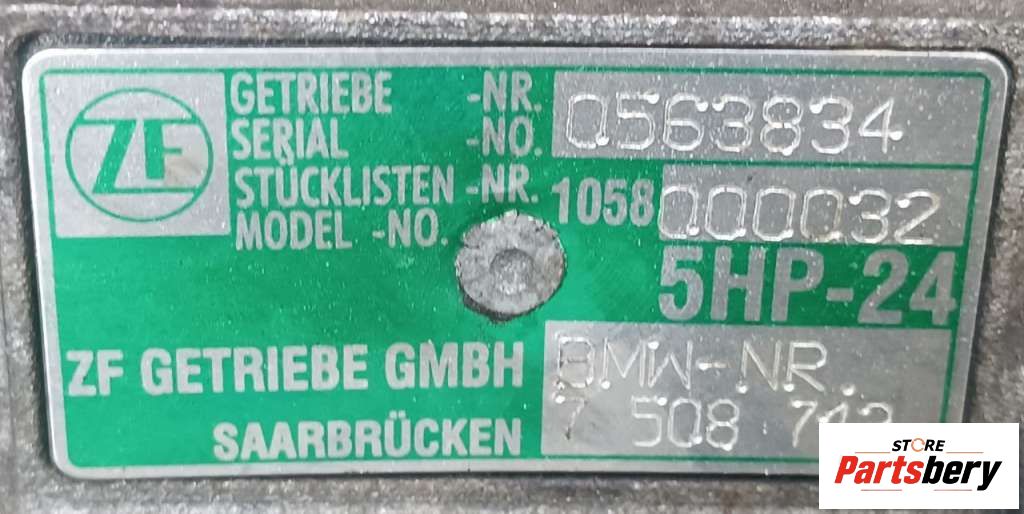 ZF
GETRIEBE -NR. 0563834
SERIAL -NO.
STÜCKLISTEN -NR. 1058 000032
MODEL -NO.
5HP-24
ZF GETRIEBE GMBH
SAARBRÜCKEN
BMW-NR.
7 508
STORE
Partsbery